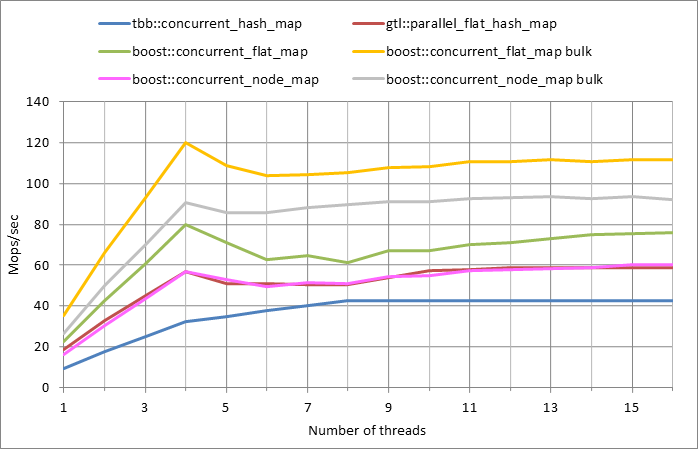 tbb::concurrent_hash_map gtl::parallel_flat_hash_map
boost::concurrent_flat_map boost::concurrent_flat_map bulk
boost::concurrent_node_map boost::concurrent_node_map bulk
140
120
100
80
60
40
20
0
Mops/sec
1 3 5 7 9 11 13 15
Number of threads